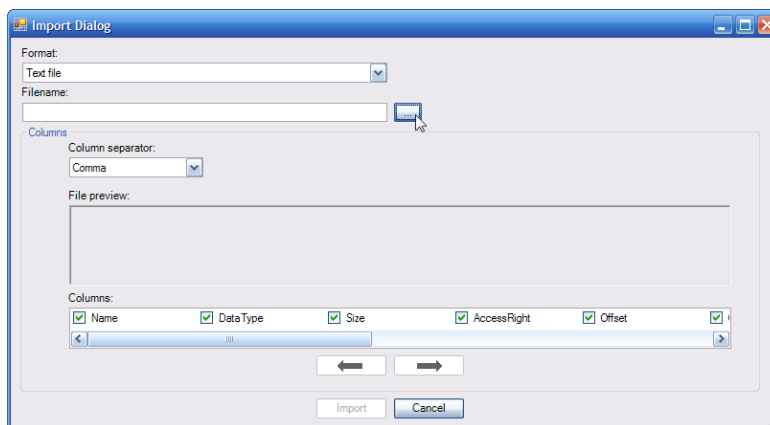 Import Dialog
Format:
Text file
Filename:
...
Columns
Column separator:
Comma
File preview:
Columns:
Name DataType Size AccessRight Offset
Import Cancel